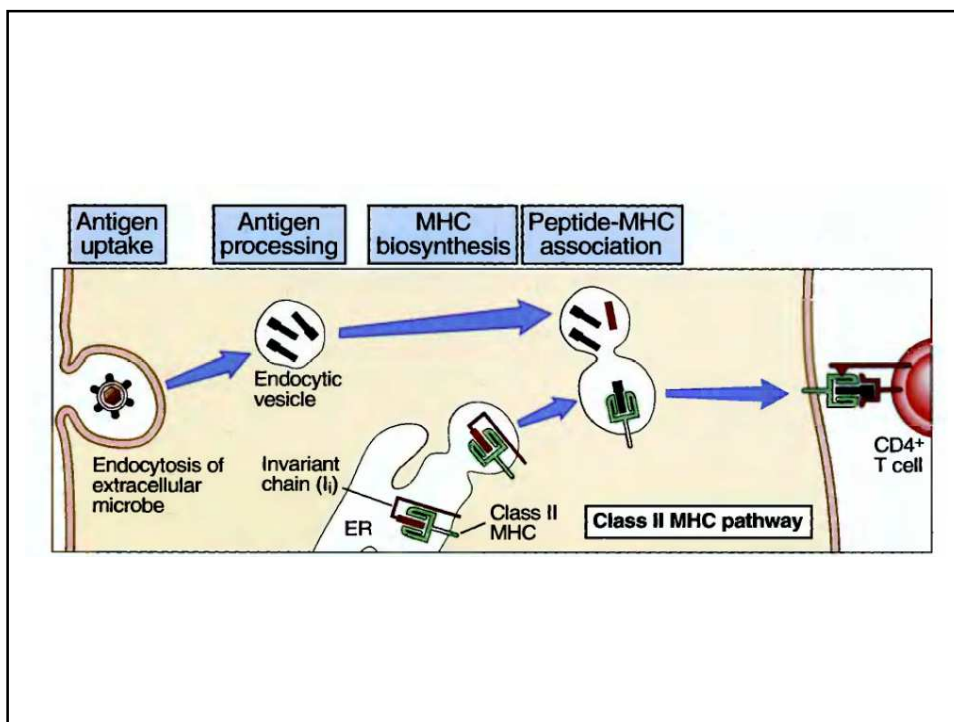 Antigen
uptake
Antigen
processing
MHC
biosynthesis
Peptide-MHC
association
Endocytic
vesicle
Endocytosis of
extracellular
microbe
Invariant
chain (Ii)
ER
Class II
MHC
Class II MHC pathway
CD4+
T cell